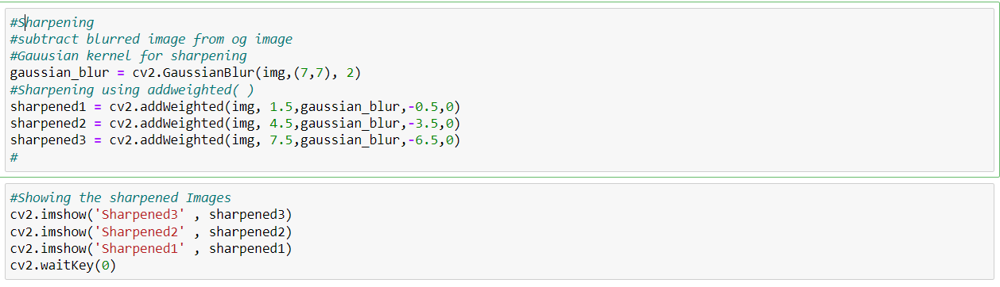 #Sharpening
#subtract blurred image from og image
#Gauusian kernel for sharpening
gaussian_blur = cv2.GaussianBlur(img,(7,7), 2)
#Sharpening using addweighted( )
sharpened1 = cv2.addWeighted(img, 1.5,gaussian_blur,-0.5,0)
sharpened2 = cv2.addWeighted(img, 4.5,gaussian_blur,-3.5,0)
sharpened3 = cv2.addWeighted(img, 7.5,gaussian_blur,-6.5,0)
#
#Showing the sharpened Images
cv2.imshow('Sharpened3' , sharpened3)
cv2.imshow('Sharpened2' , sharpened2)
cv2.imshow('Sharpened1' , sharpened1)
cv2.waitKey(0)